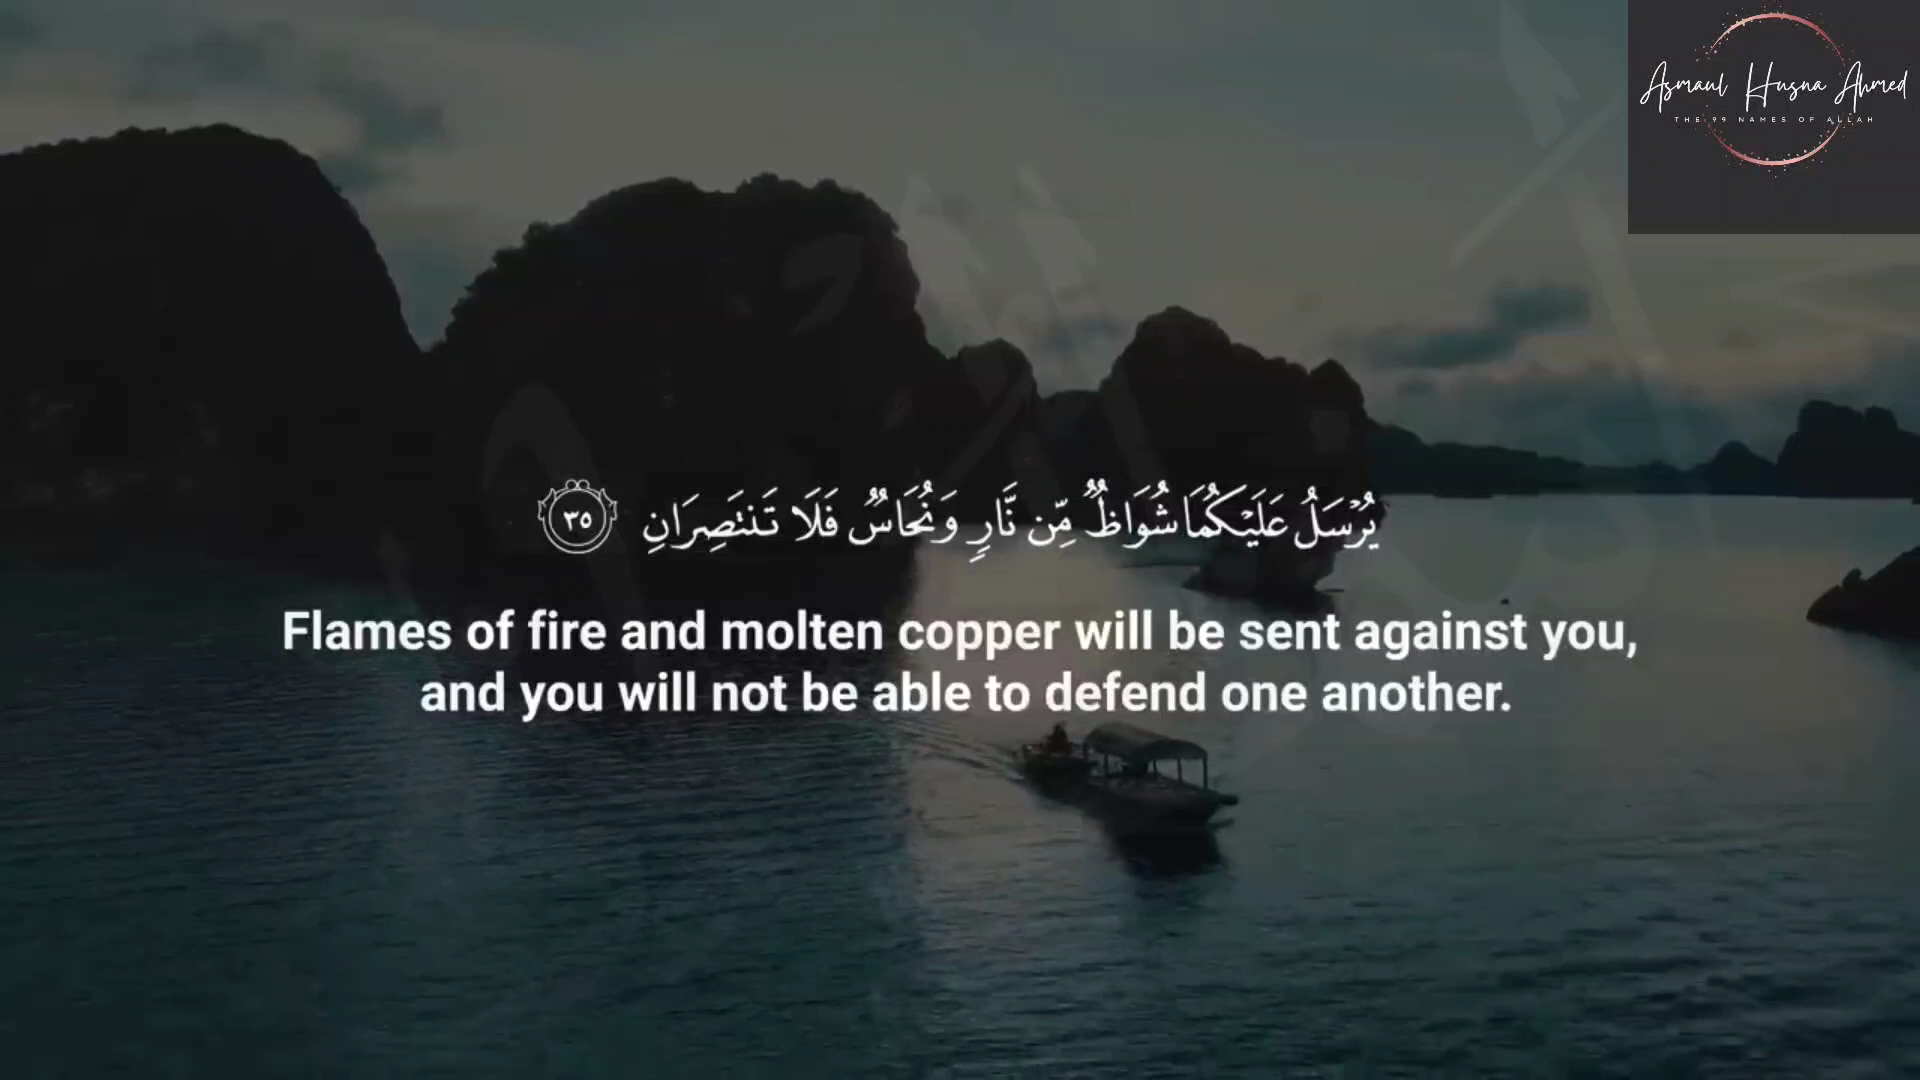 Asmaul Husna Ahmed
THE 99 NAMES OF ALLAH
يُرْسَلُ عَلَيْكُمَا شُوَاظٌ مِّن نَّارٍ وَنُحَاسٌ فَلَا تَنتَصِرَانِ ٣٥
Flames of fire and molten copper will be sent against you,
and you will not be able to defend one another.